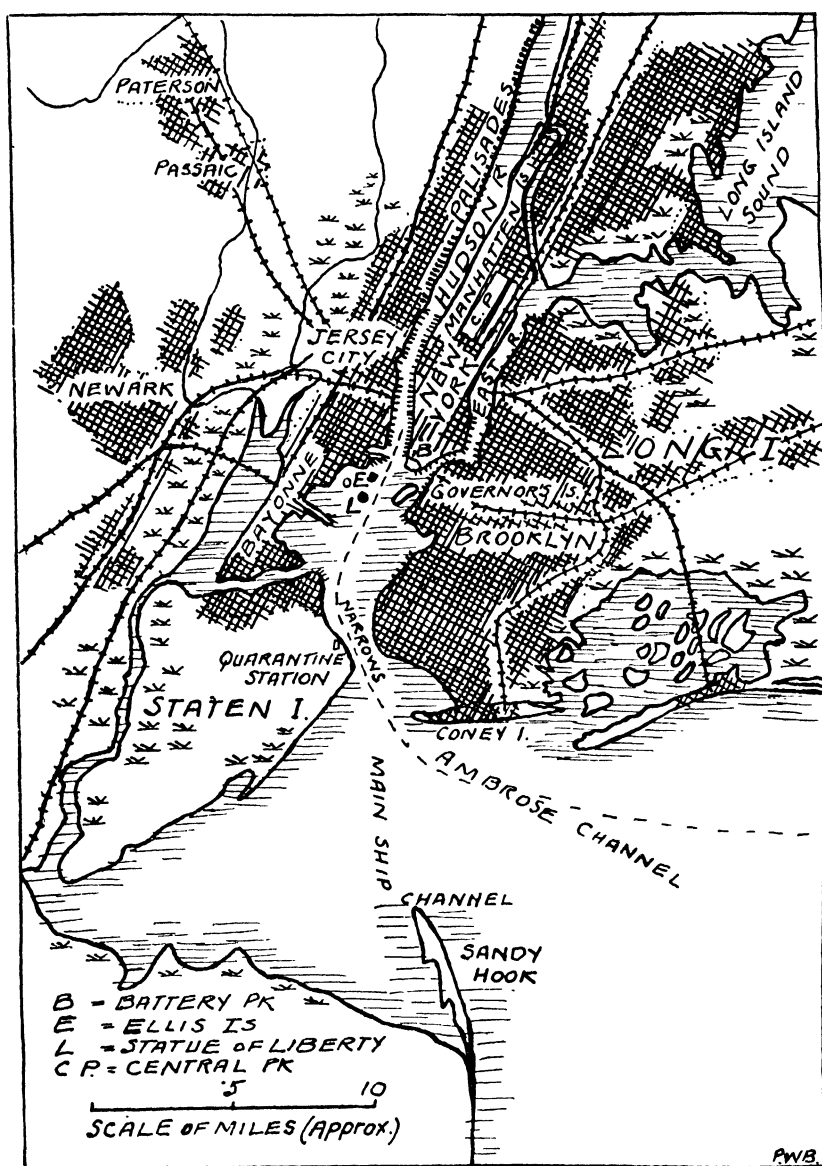 PATERSON
PASSAIC
PALISADES
HUDSON R
MANHATTEN IS
C.P
NEW
YORK
EAST R.
LONG ISLAND
SOUND
JERSEY
CITY
NEWARK
LONG I
B
E
L
BAYONNE
GOVERNOR'S IS.
BROOKLYN
NARROWS
QUARANTINE
STATION
STATEN I.
CONEY I.
AMBROSE CHANNEL
MAIN SHIP
CHANNEL
SANDY
HOOK
B = BATTERY PK
E = ELLIS IS
L = STATUE OF LIBERTY
C P. = CENTRAL PK
5 10
SCALE OF MILES (Approx.)
P.W.B.